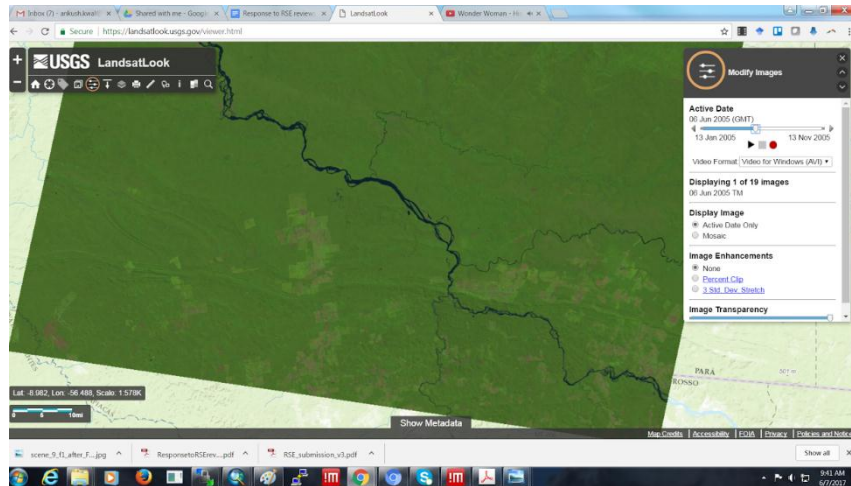 Inbox (7) - ankush.khwal@
Shared with me - Google
Response to RSE review
LandsatLook
Wonder Woman - H
Secure
https://landsatlook.usgs.gov/viewer.html
USGS LandsatLook
Modify Images
Active Date
06 Jun 2005 (GMT)
13 Jan 2005
13 Nov 2005
Video Format: Video for Windows (AVI)
Displaying 1 of 19 images
06 Jun 2005 TM
Display Image
Active Date Only
Mosaic
Image Enhancements
None
Percent Clip
3 Std. Dev. Stretch
Image Transparency
PARÁ
ROSSO
Lat: -8.982, Lon: -56.488, Scale: 1:578K
0 5 10mi
Show Metadata
Map Credits | Accessibility | FOIA | Privacy | Policies and Notice
scene_9_f1_after_F....jpg
ResponsetoRSErev....pdf
RSE_submission_v3.pdf
Show all
9:41 AM
6/7/2017